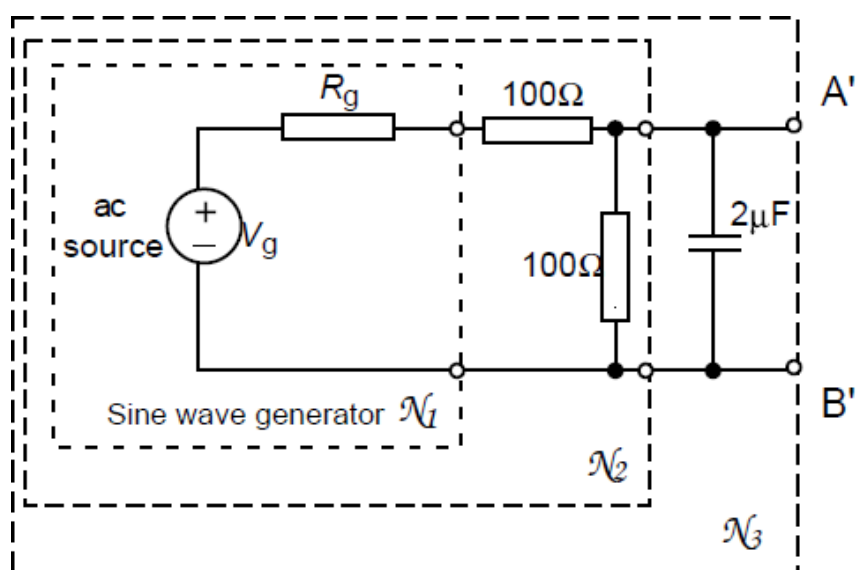 Rg
100Ω
A'
ac
source
+
−
Vg
100Ω
2μF
Sine wave generator N1
B'
N2
N3